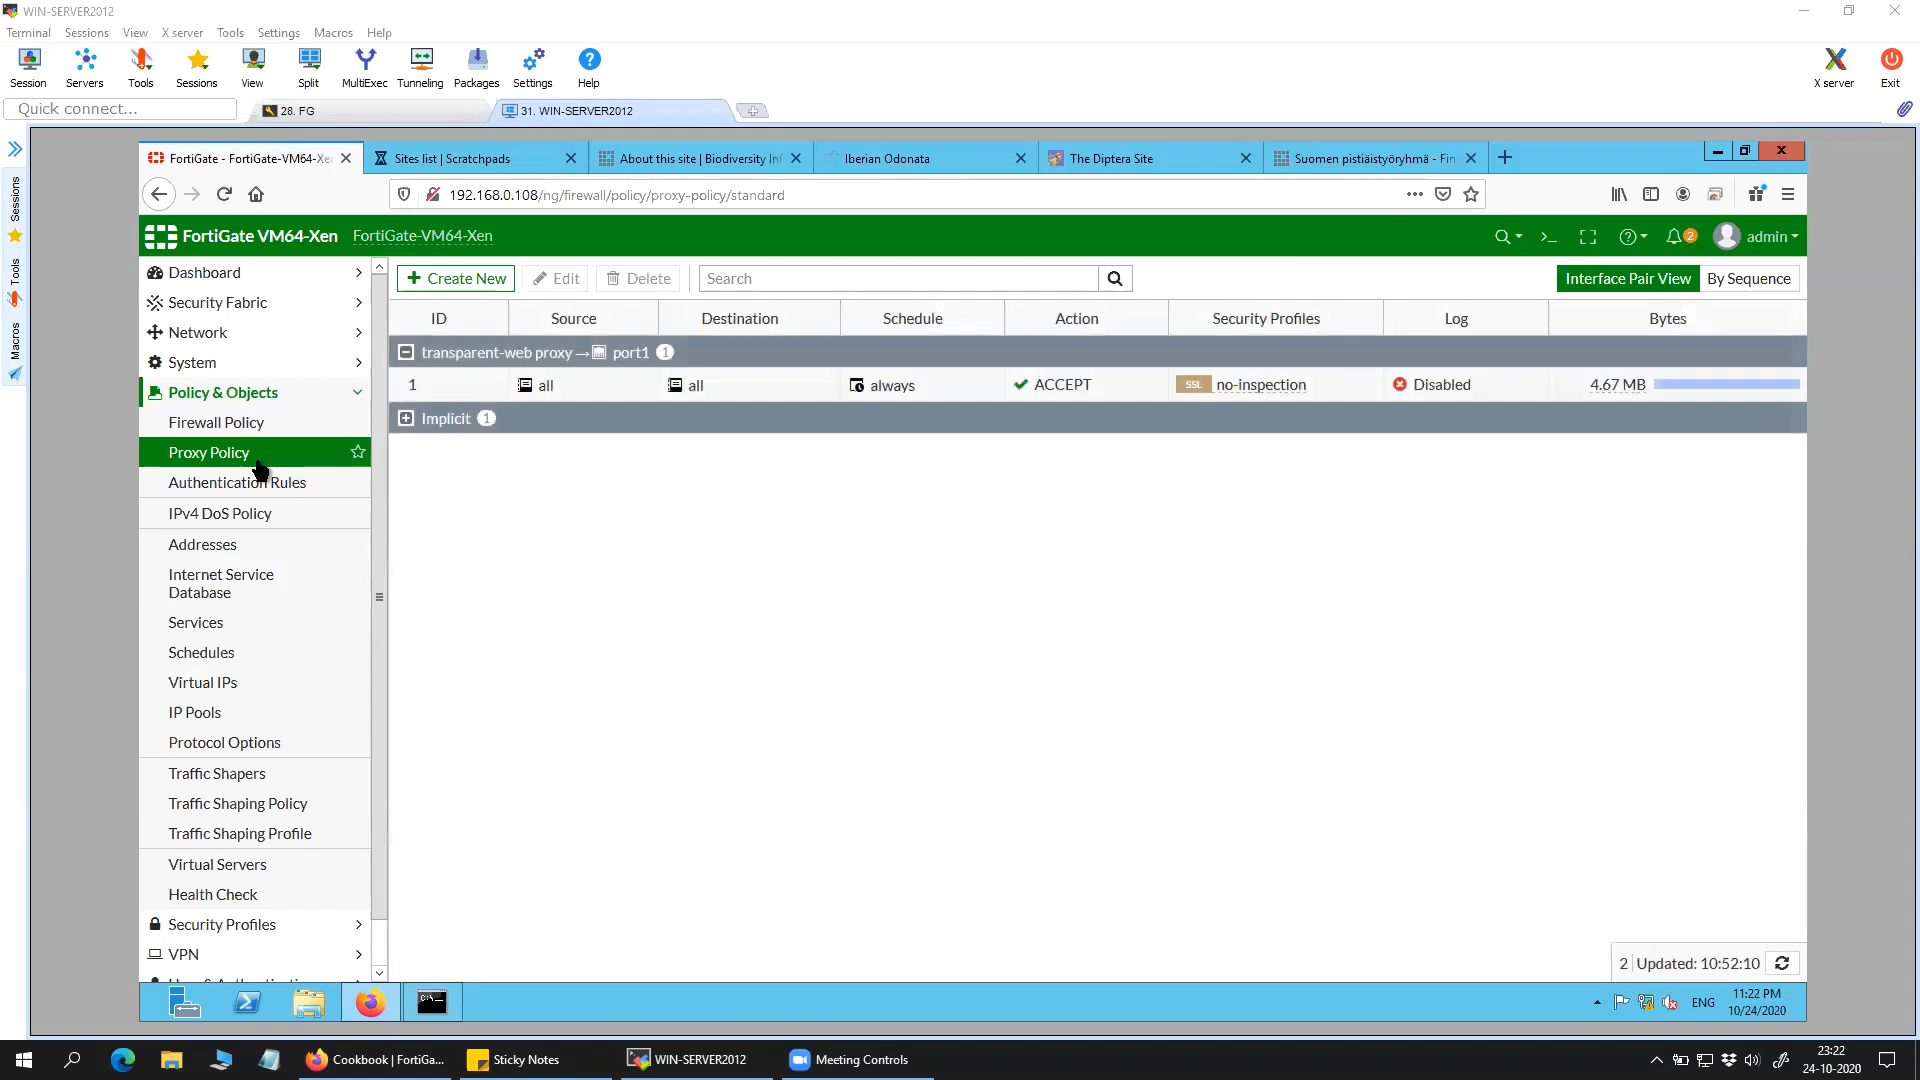 WIN-SERVER2012
Terminal Sessions View X server Tools Settings Macros Help
Session Servers Tools Sessions View Split MultiExec Tunneling Packages Settings Help X server Exit
Quick connect... 28. FG 31. WIN-SERVER2012
Sessions
Tools
Macros
FortiGate - FortiGate-VM64-Xen Sites list | Scratchpads About this site | Biodiversity Inf Iberian Odonata The Diptera Site Suomen pistiäistyöryhmä - Fin
192.168.0.108/ng/firewall/policy/proxy-policy/standard
FortiGate VM64-Xen FortiGate-VM64-Xen 2 admin
Dashboard
Security Fabric
Network
System
Policy & Objects
Firewall Policy
Proxy Policy
Authentication Rules
IPv4 DoS Policy
Addresses
Internet Service
Database
Services
Schedules
Virtual IPs
IP Pools
Protocol Options
Traffic Shapers
Traffic Shaping Policy
Traffic Shaping Profile
Virtual Servers
Health Check
Security Profiles
VPN
+ Create New Edit Delete Search Interface Pair View By Sequence
ID Source Destination Schedule Action Security Profiles Log Bytes
transparent-web proxy → port1 1
1 all all always ACCEPT SSL no-inspection Disabled 4.67 MB
Implicit 1
2 Updated: 10:52:10
C:\_
ENG 11:22 PM
10/24/2020
Cookbook | FortiGa... Sticky Notes WIN-SERVER2012 Meeting Controls 23:22
24-10-2020